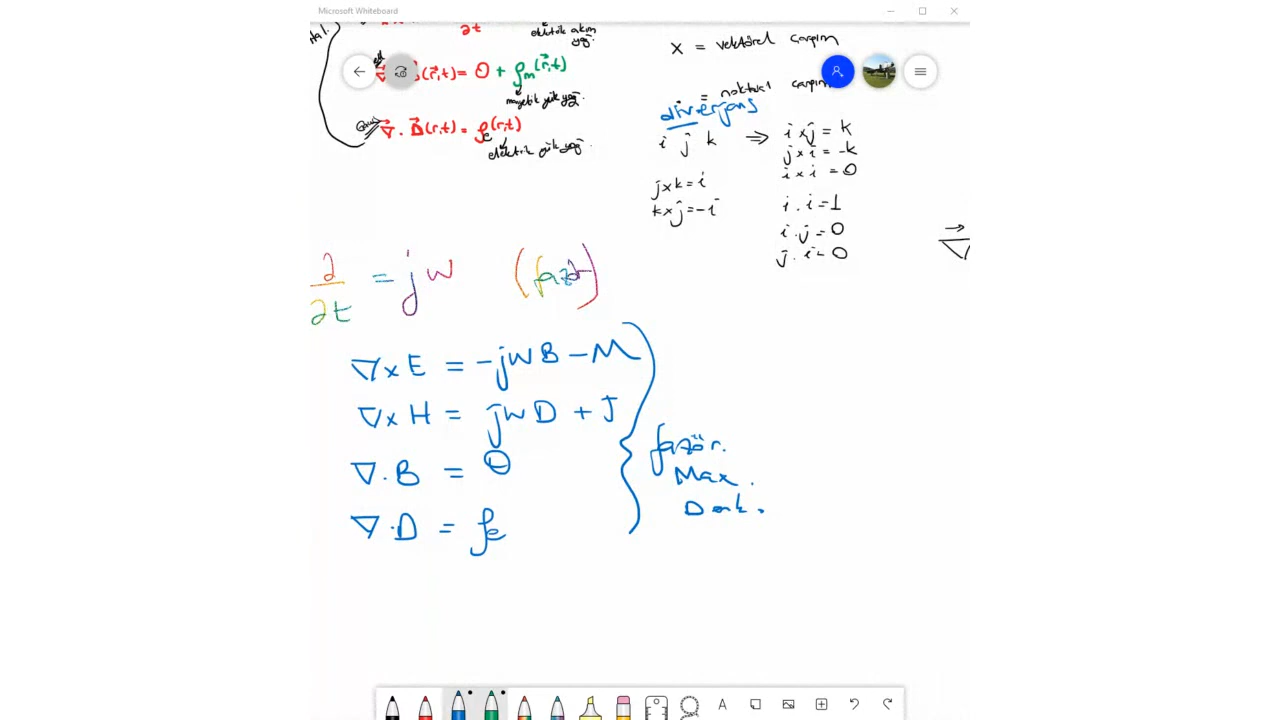 Microsoft Whiteboard
∂t
elektrik akım yoğ.
(r,t) = 0 + ρm(r,t)
manyetik yük yoğ.
∇ . D(r,t) = ρe(r,t)
elektrik yük yoğ.
x = vektörel çarpım
= noktasal çarpım
diverjans
i j k ⇒ i x j = k
j x i = -k
i x i = 0
j x k = i
k x j = -i
i . i = 1
i . j = 0
j . i = 0
∇
∂/∂t = jw (fazör)
∇ x E = -jwB - M
∇ x H = jwD + J
∇ . B = 0
∇ . D = ρe
fazör.
Max.
Denk.
A